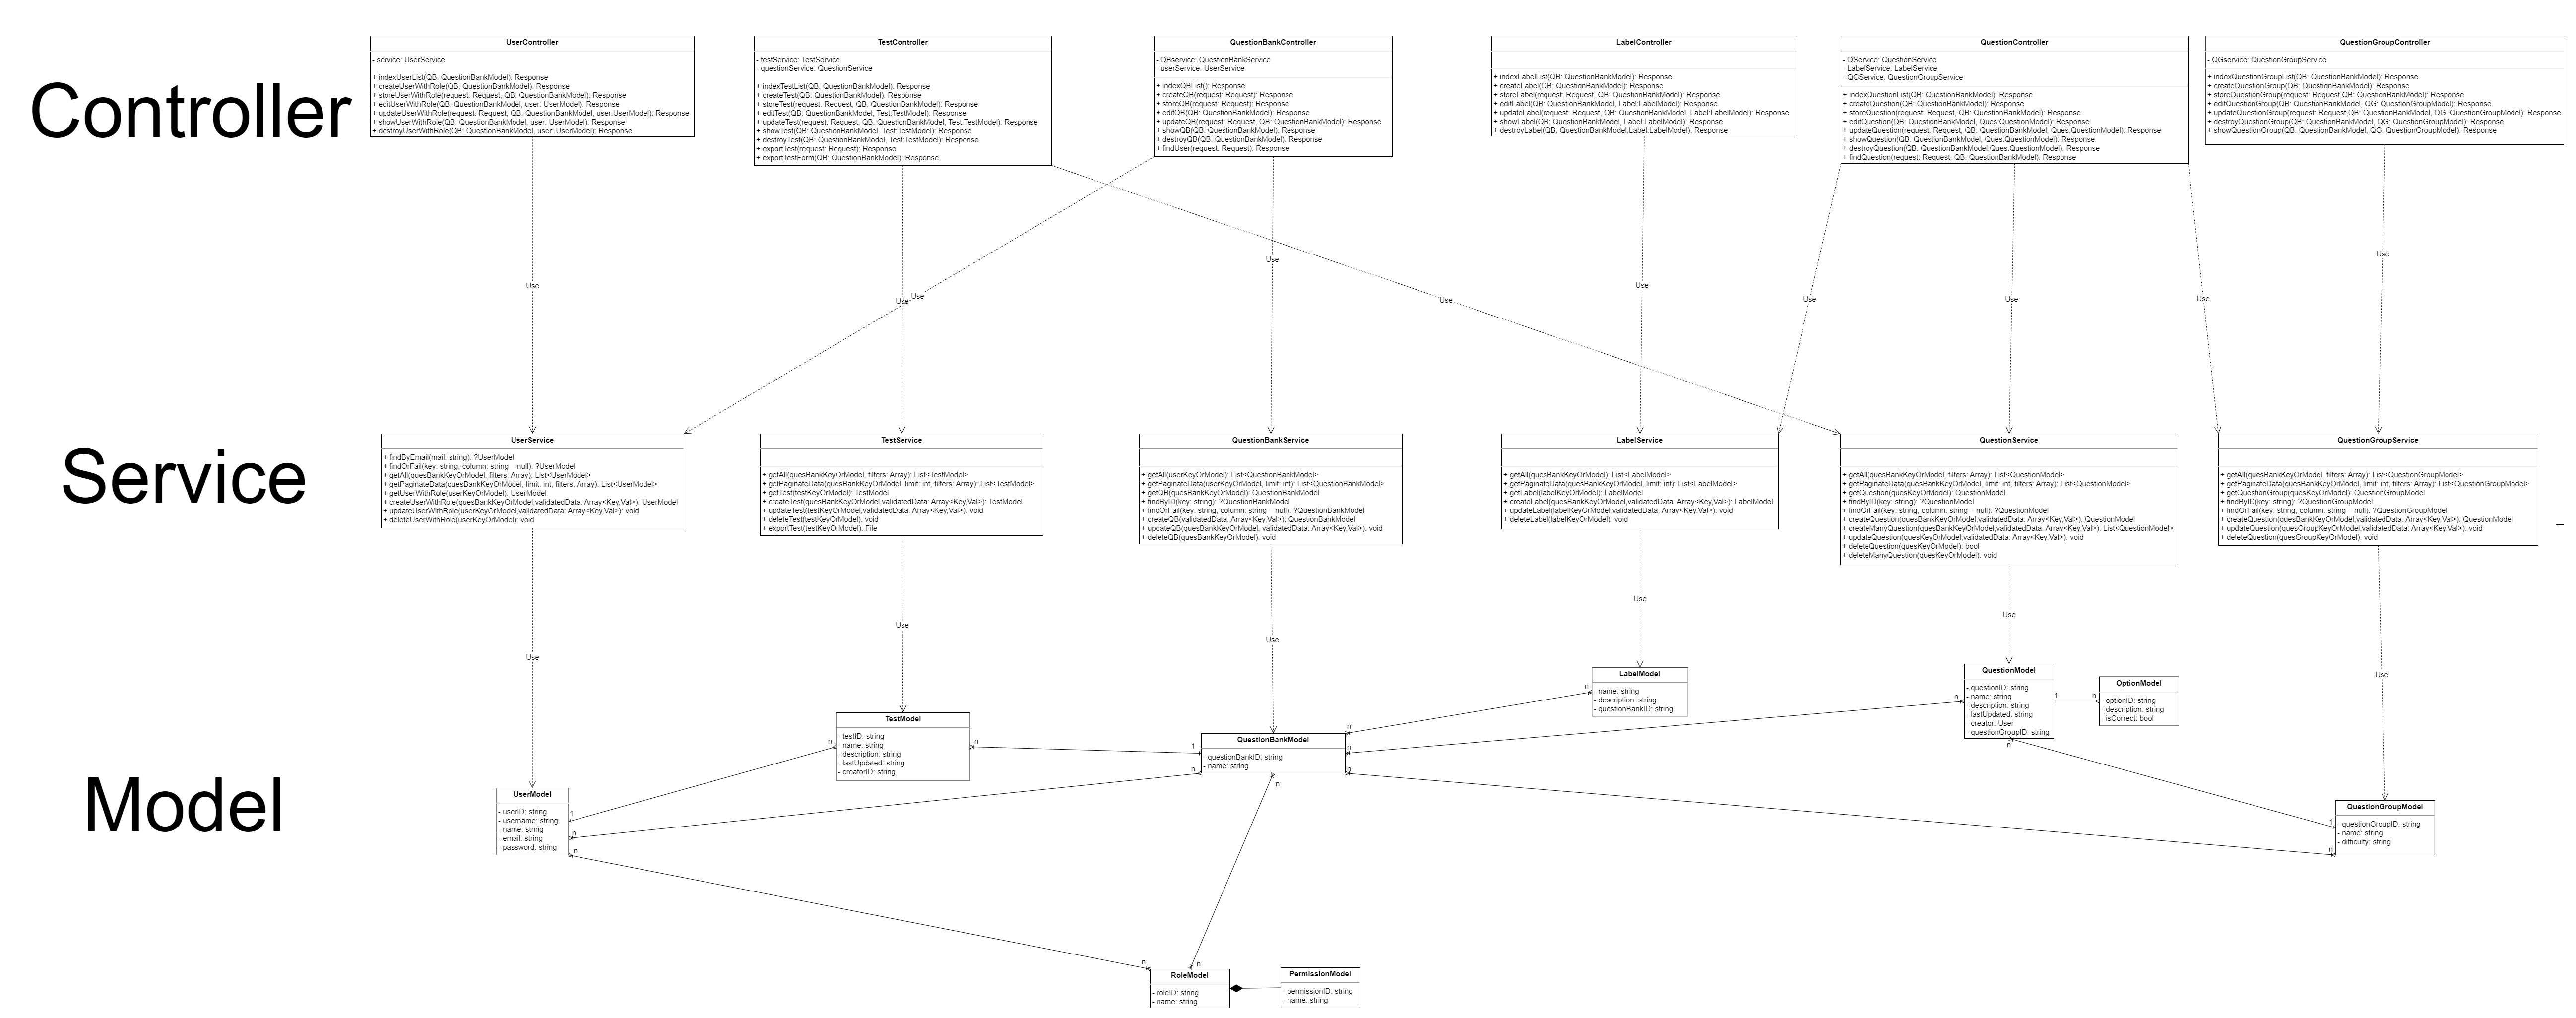 Controller
UserController
- service: UserService
+ indexUserList(QB: QuestionBankModel): Response
+ createUserWithRole(QB: QuestionBankModel): Response
+ storeUserWithRole(request: Request, QB: QuestionBankModel): Response
+ editUserWithRole(QB: QuestionBankModel, user: UserModel): Response
+ updateUserWithRole(request: Request, QB: QuestionBankModel, user:UserModel): Response
+ showUserWithRole(QB: QuestionBankModel, user: UserModel): Response
+ destroyUserWithRole(QB: QuestionBankModel, user: UserModel): Response
TestController
- testService: TestService
- questionService: QuestionService
+ indexTestList(QB: QuestionBankModel): Response
+ createTest(QB: QuestionBankModel): Response
+ storeTest(request: Request, QB: QuestionBankModel): Response
+ editTest(QB: QuestionBankModel, Test:TestModel): Response
+ updateTest(request: Request, QB: QuestionBankModel, Test:TestModel): Response
+ showTest(QB: QuestionBankModel, Test:TestModel): Response
+ destroyTest(QB: QuestionBankModel, Test:TestModel): Response
+ exportTest(request: Request): Response
+ exportTestForm(QB: QuestionBankModel): Response
QuestionBankController
- QBservice: QuestionBankService
- userService: UserService
+ indexQBList(): Response
+ createQB(request: Request): Response
+ storeQB(request: Request): Response
+ editQB(QB: QuestionBankModel): Response
+ updateQB(request: Request, QB: QuestionBankModel): Response
+ showQB(QB: QuestionBankModel): Response
+ destroyQB(QB: QuestionBankModel): Response
+ findUser(request: Request): Response
LabelController
+ indexLabelList(QB: QuestionBankModel): Response
+ createLabel(QB: QuestionBankModel): Response
+ storeLabel(request: Request, QB: QuestionBankModel): Response
+ editLabel(QB: QuestionBankModel, Label:LabelModel): Response
+ updateLabel(request: Request, QB: QuestionBankModel, Label:LabelModel): Response
+ showLabel(QB: QuestionBankModel, Label:LabelModel): Response
+ destroyLabel(QB: QuestionBankModel,Label:LabelModel): Response
QuestionController
- QService: QuestionService
- LabelService: LabelService
- QGService: QuestionGroupService
+ indexQuestionList(QB: QuestionBankModel): Response
+ createQuestion(QB: QuestionBankModel): Response
+ storeQuestion(request: Request, QB: QuestionBankModel): Response
+ editQuestion(QB: QuestionBankModel, Ques:QuestionModel): Response
+ updateQuestion(request: Request, QB: QuestionBankModel, Ques:QuestionModel): Response
+ showQuestion(QB: QuestionBankModel, Ques:QuestionModel): Response
+ destroyQuestion(QB: QuestionBankModel,Ques:QuestionModel): Response
+ findQuestion(request: Request, QB: QuestionBankModel): Response
QuestionGroupController
- QGservice: QuestionGroupService
+ indexQuestionGroupList(QB: QuestionBankModel): Response
+ createQuestionGroup(QB: QuestionBankModel): Response
+ storeQuestionGroup(request: Request,QB: QuestionBankModel): Response
+ editQuestionGroup(QB: QuestionBankModel, QG: QuestionGroupModel): Response
+ updateQuestionGroup(request: Request,QB: QuestionBankModel, QG: QuestionGroupModel): Response
+ destroyQuestionGroup(QB: QuestionBankModel, QG: QuestionGroupModel): Response
+ showQuestionGroup(QB: QuestionBankModel, QG: QuestionGroupModel): Response
Use
Use
Use
Use
Use
Use
Use
Use
Use
Use
Service
UserService
+ findByEmail(mail: string): ?UserModel
+ findOrFail(key: string, column: string = null): ?UserModel
+ getAll(quesBankKeyOrModel, filters: Array): List<UserModel>
+ getPaginateData(quesBankKeyOrModel, limit: int, filters: Array): List<UserModel>
+ getUserWithRole(userKeyOrModel): UserModel
+ createUserWithRole(quesBankKeyOrModel,validatedData: Array<Key,Val>): UserModel
+ updateUserWithRole(userKeyOrModel,validatedData: Array<Key,Val>): void
+ deleteUserWithRole(userKeyOrModel): void
TestService
+ getAll(quesBankKeyOrModel, filters: Array): List<TestModel>
+ getPaginateData(quesBankKeyOrModel, limit: int, filters: Array): List<TestModel>
+ getTest(testKeyOrModel): TestModel
+ createTest(quesBankKeyOrModel,validatedData: Array<Key,Val>): TestModel
+ updateTest(testKeyOrModel,validatedData: Array<Key,Val>): void
+ deleteTest(testKeyOrModel): void
+ exportTest(testKeyOrModel): File
QuestionBankService
+ getAll(userKeyOrModel): List<QuestionBankModel>
+ getPaginateData(userKeyOrModel, limit: int): List<QuestionBankModel>
+ getQB(quesBankKeyOrModel): QuestionBankModel
+ findByID(key: string): ?QuestionBankModel
+ findOrFail(key: string, column: string = null): ?QuestionBankModel
+ createQB(validatedData: Array<Key,Val>): QuestionBankModel
+ updateQB(quesBankKeyOrModel, validatedData: Array<Key,Val>): void
+ deleteQB(quesBankKeyOrModel): void
LabelService
+ getAll(quesBankKeyOrModel): List<LabelModel>
+ getPaginateData(quesBankKeyOrModel, limit: int): List<LabelModel>
+ getLabel(labelKeyOrModel): LabelModel
+ createLabel(quesBankKeyOrModel,validatedData: Array<Key,Val>): LabelModel
+ updateLabel(labelKeyOrModel,validatedData: Array<Key,Val>): void
+ deleteLabel(labelKeyOrModel): void
QuestionService
+ getAll(quesBankKeyOrModel, filters: Array): List<QuestionModel>
+ getPaginateData(quesBankKeyOrModel, limit: int, filters: Array): List<QuestionModel>
+ getQuestion(quesKeyOrModel): QuestionModel
+ findByID(key: string): ?QuestionModel
+ findOrFail(key: string, column: string = null): ?QuestionModel
+ createQuestion(quesBankKeyOrModel,validatedData: Array<Key,Val>): QuestionModel
+ createManyQuestion(quesBankKeyOrModel,validatedData: Array<Key,Val>): List<QuestionModel>
+ updateQuestion(quesKeyOrModel,validatedData: Array<Key,Val>): void
+ deleteQuestion(quesKeyOrModel): bool
+ deleteManyQuestion(quesKeyOrModel): void
QuestionGroupService
+ getAll(quesBankKeyOrModel, filters: Array): List<QuestionGroupModel>
+ getPaginateData(quesBankKeyOrModel, limit: int, filters: Array): List<QuestionGroupModel>
+ getQuestionGroup(quesKeyOrModel): QuestionGroupModel
+ findByID(key: string): ?QuestionGroupModel
+ findOrFail(key: string, column: string = null): ?QuestionGroupModel
+ createQuestion(quesBankKeyOrModel,validatedData: Array<Key,Val>): QuestionModel
+ updateQuestion(quesGroupKeyOrModel,validatedData: Array<Key,Val>): void
+ deleteQuestion(quesGroupKeyOrModel): void
-
Use
Use
Use
Use
Use
Use
Model
UserModel
- userID: string
- username: string
- name: string
- email: string
- password: string
TestModel
- testID: string
- name: string
- description: string
- lastUpdated: string
- creatorID: string
QuestionBankModel
- questionBankID: string
- name: string
LabelModel
- name: string
- description: string
- questionBankID: string
QuestionModel
- questionID: string
- name: string
- description: string
- lastUpdated: string
- creator: User
- questionGroupID: string
OptionModel
- optionID: string
- description: string
- isCorrect: bool
QuestionGroupModel
- questionGroupID: string
- name: string
- difficulty: string
RoleModel
- roleID: string
- name: string
PermissionModel
- permissionID: string
- name: string
n
1
n
1
n
n
n
n
n
n
n
n
1
n
n
1
n
n
n
n
n